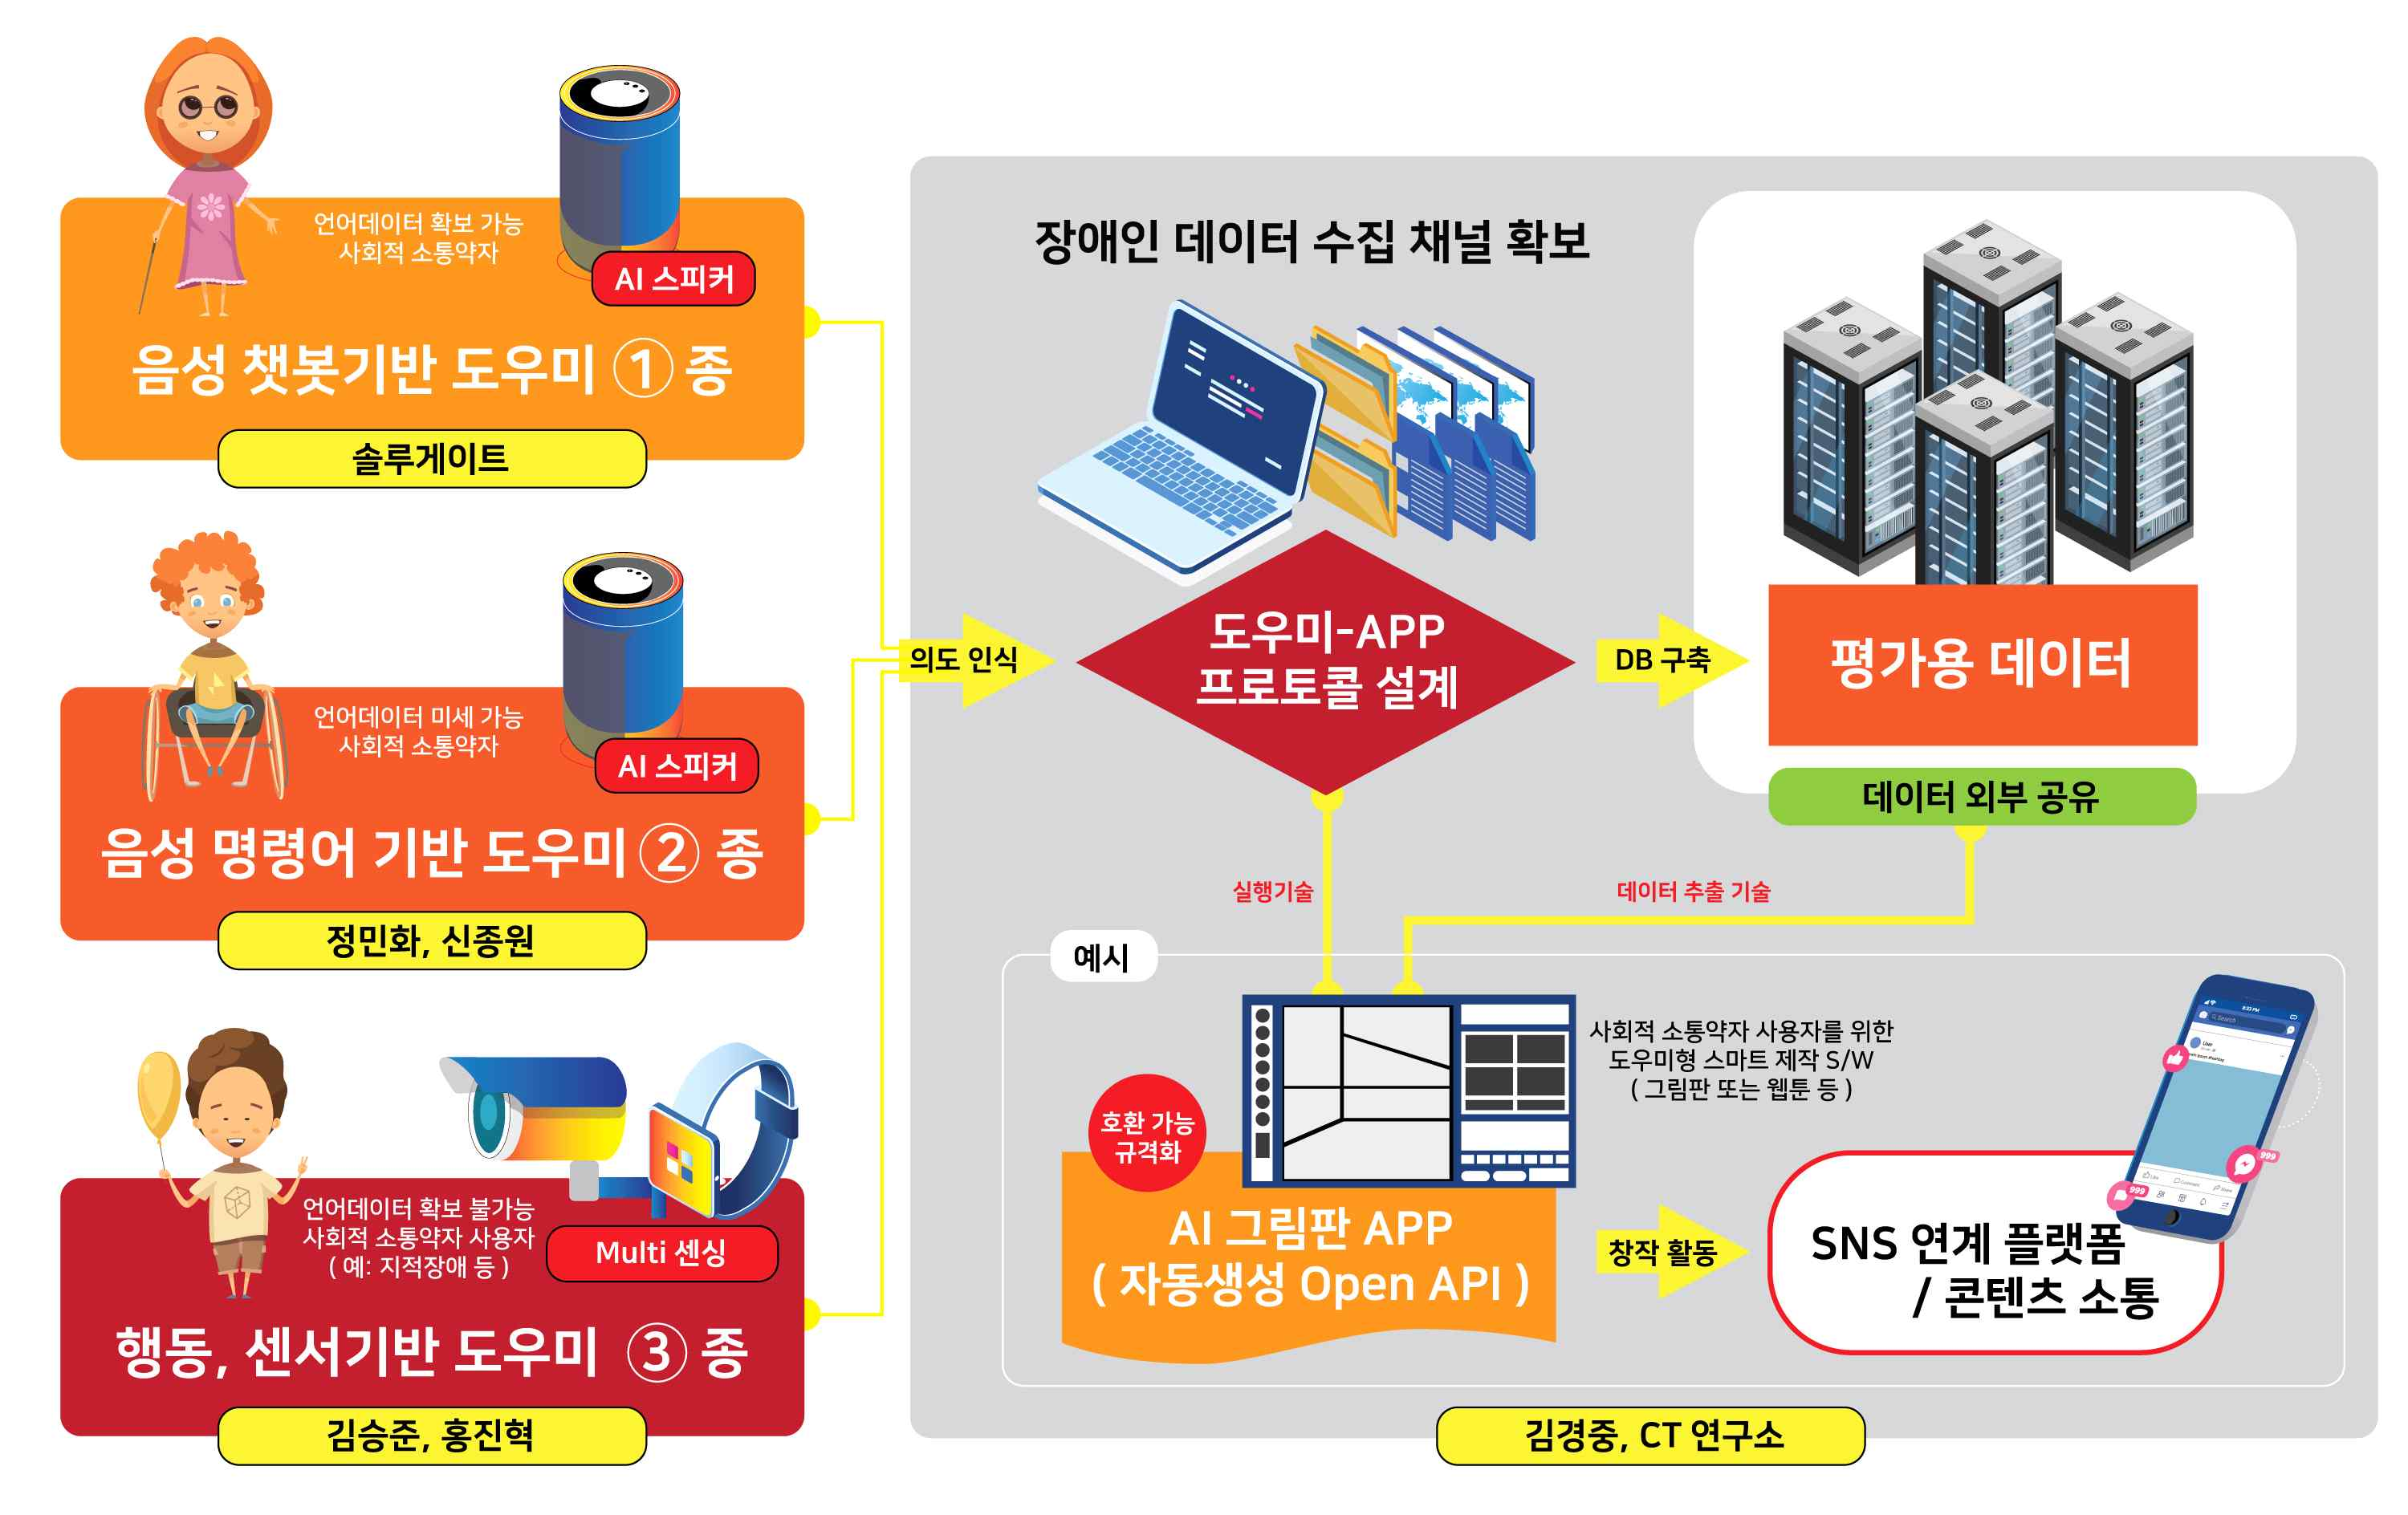 언어데이터 확보 가능
사회적 소통약자
AI 스피커
음성 챗봇기반 도우미 ① 종
솔루게이트
언어데이터 미세 가능
사회적 소통약자
AI 스피커
음성 명령어 기반 도우미 ② 종
정민화, 신종원
언어데이터 확보 불가능
사회적 소통약자 사용자
( 예: 지적장애 등 )
Multi 센싱
행동, 센서기반 도우미 ③ 종
김승준, 홍진혁
의도 인식
장애인 데이터 수집 채널 확보
도우미-APP
프로토콜 설계
DB 구축
평가용 데이터
데이터 외부 공유
실행기술
데이터 추출 기술
예시
사회적 소통약자 사용자를 위한
도우미형 스마트 제작 S/W
( 그림판 또는 웹툰 등 )
호환 가능
규격화
AI 그림판 APP
( 자동생성 Open API )
창작 활동
Search
User
999
999
SNS 연계 플랫폼
/ 콘텐츠 소통
김경중, CT 연구소